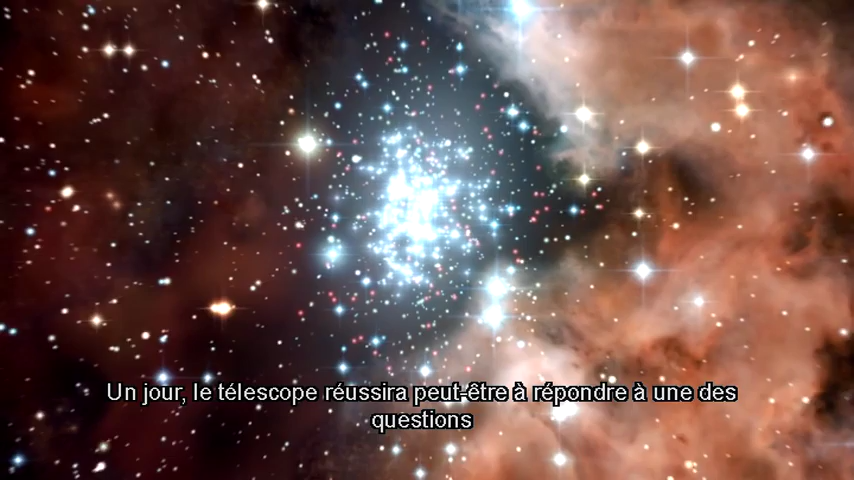 Un jour, le télescope réussira peut-être à répondre à une des
questions